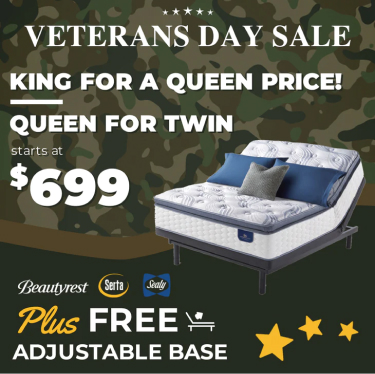 VETERANS DAY SALE
KING FOR A QUEEN PRICE!
QUEEN FOR TWIN
starts at
$699
Beautyrest Serta Sealy
Plus FREE
ADJUSTABLE BASE